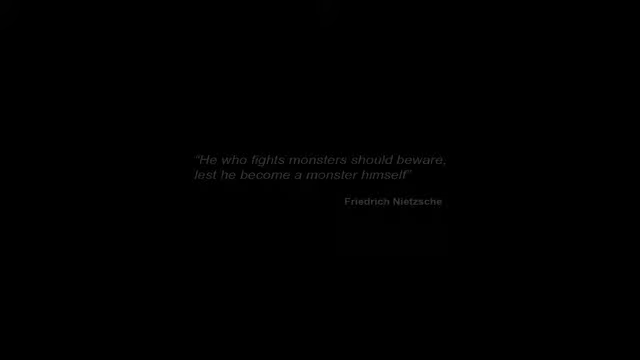 "He who fights monsters should beware,
lest he become a monster himself"
Friedrich Nietzsche